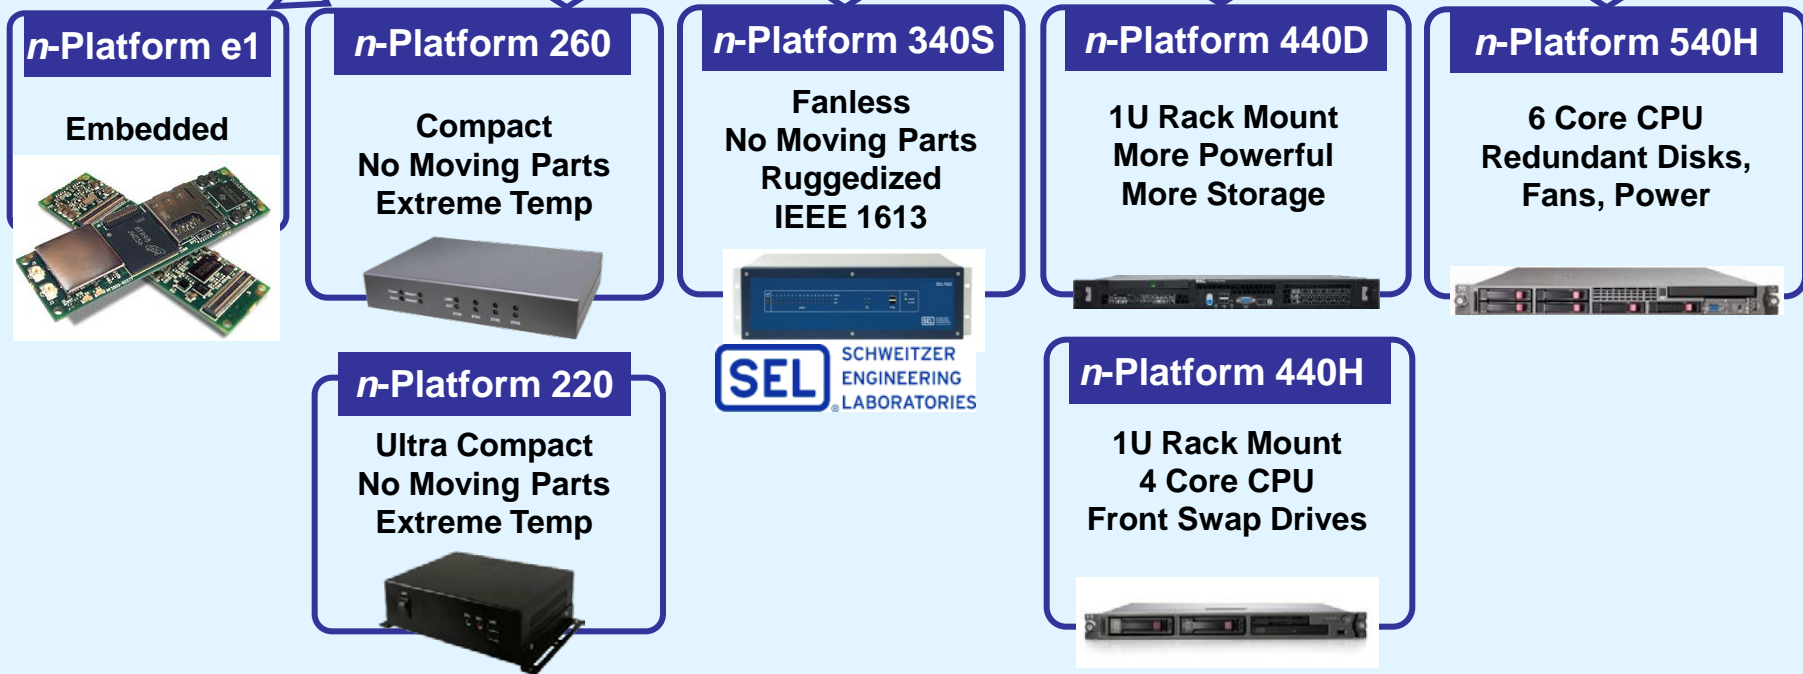 n-Platform e1
Embedded
n-Platform 260
Compact
No Moving Parts
Extreme Temp
n-Platform 340S
Fanless
No Moving Parts
Ruggedized
IEEE 1613
SEL
SCHWEITZER
ENGINEERING
LABORATORIES
n-Platform 440D
1U Rack Mount
More Powerful
More Storage
n-Platform 540H
6 Core CPU
Redundant Disks,
Fans, Power
n-Platform 220
Ultra Compact
No Moving Parts
Extreme Temp
n-Platform 440H
1U Rack Mount
4 Core CPU
Front Swap Drives